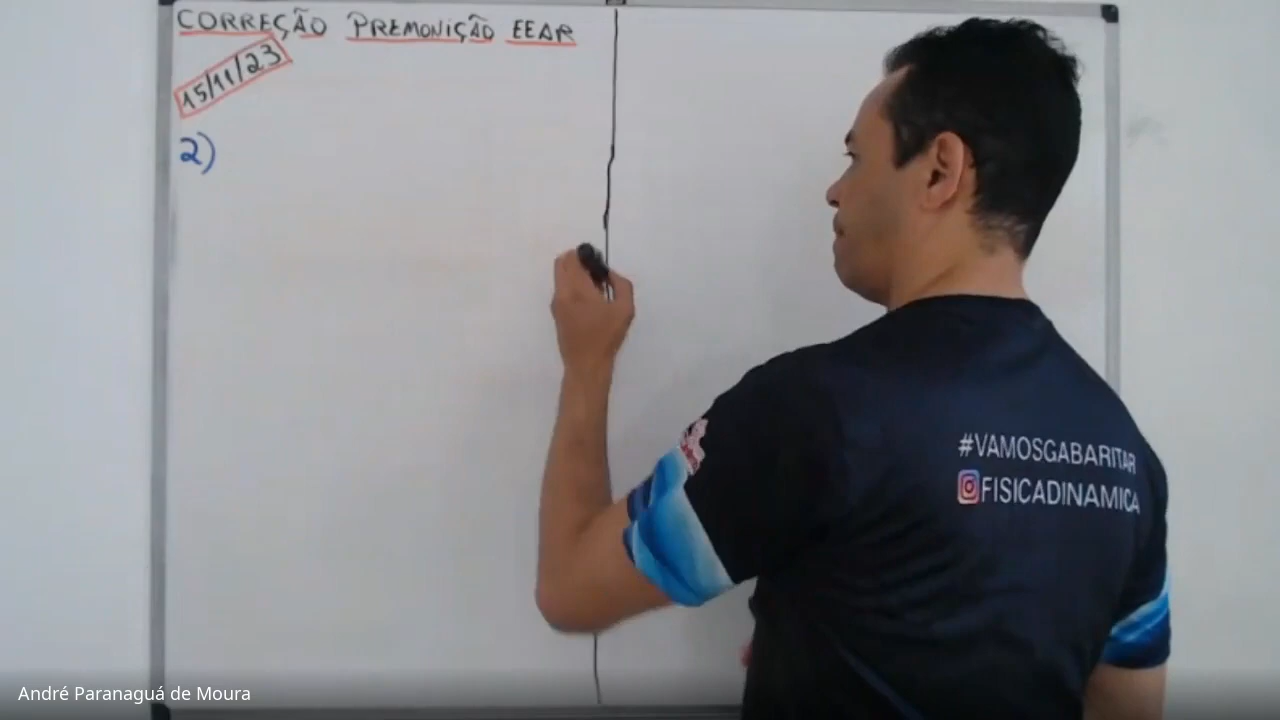 CORREÇÃO PREMONIÇÃO EEAR
15/11/23
2)
#VAMOSGABARITAR
FISICADINAMICA
André Paranaguá de Moura